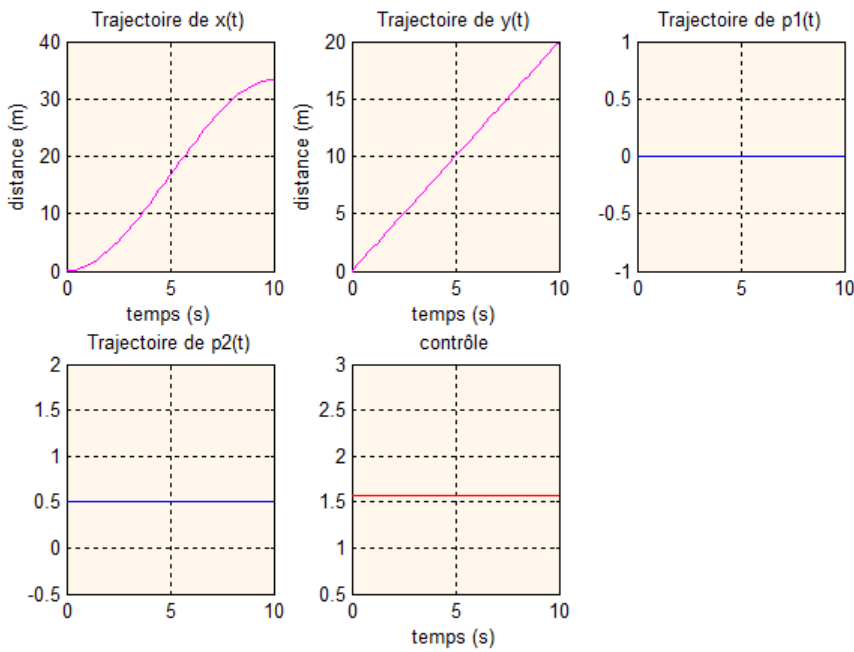 Trajectoire de x(t)
40
30
20
10
0
distance (m)
0 5 10
temps (s)
Trajectoire de y(t)
20
15
10
5
0
distance (m)
0 5 10
temps (s)
Trajectoire de p1(t)
1
0.5
0
-0.5
-1
0 5 10
Trajectoire de p2(t)
2
1.5
1
0.5
0
-0.5
0 5 10
contrôle
3
2.5
2
1.5
1
0.5
0 5 10
temps (s)